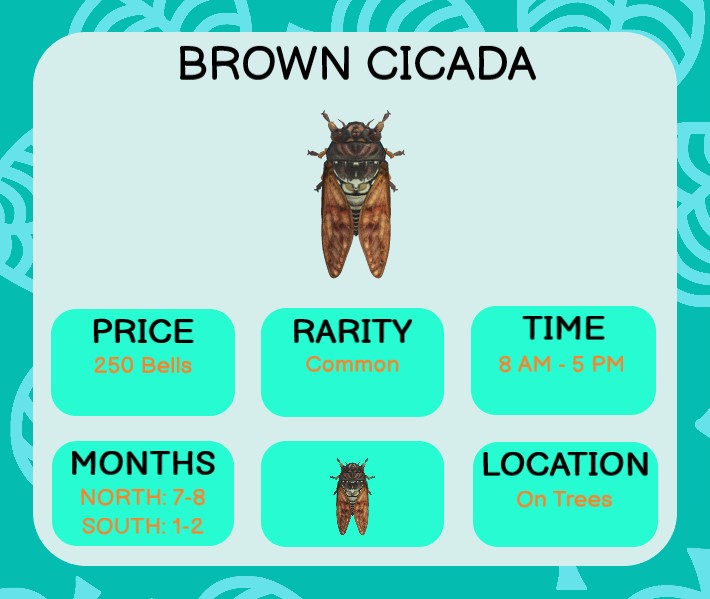 BROWN CICADA
PRICE
250 Bells
RARITY
Common
TIME
8 AM - 5 PM
MONTHS
NORTH: 7-8
SOUTH: 1-2
LOCATION
On Trees